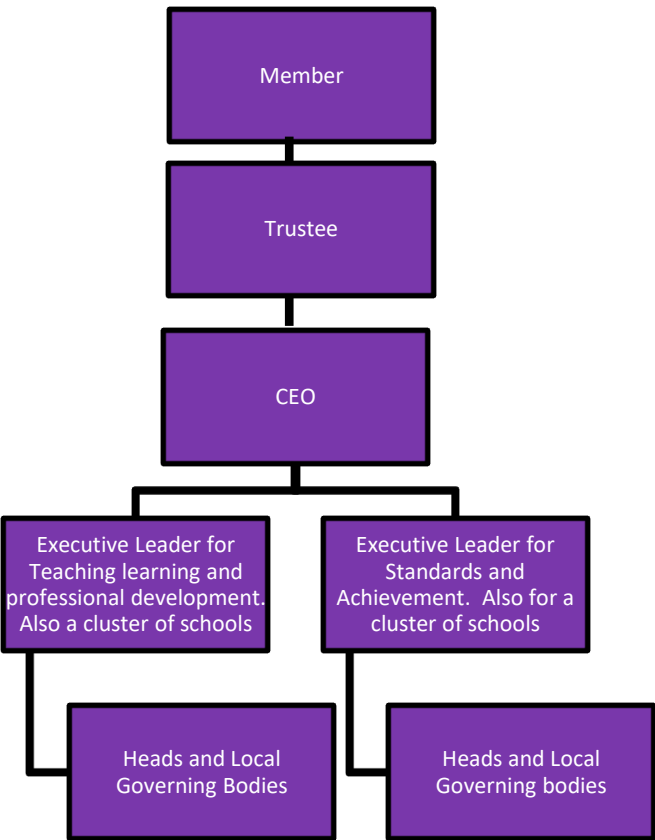 Member
Trustee
CEO
Executive Leader for
Teaching learning and
professional development.
Also a cluster of schools
Executive Leader for
Standards and
Achievement.  Also for a
cluster of schools
Heads and Local
Governing Bodies
Heads and Local
Governing bodies